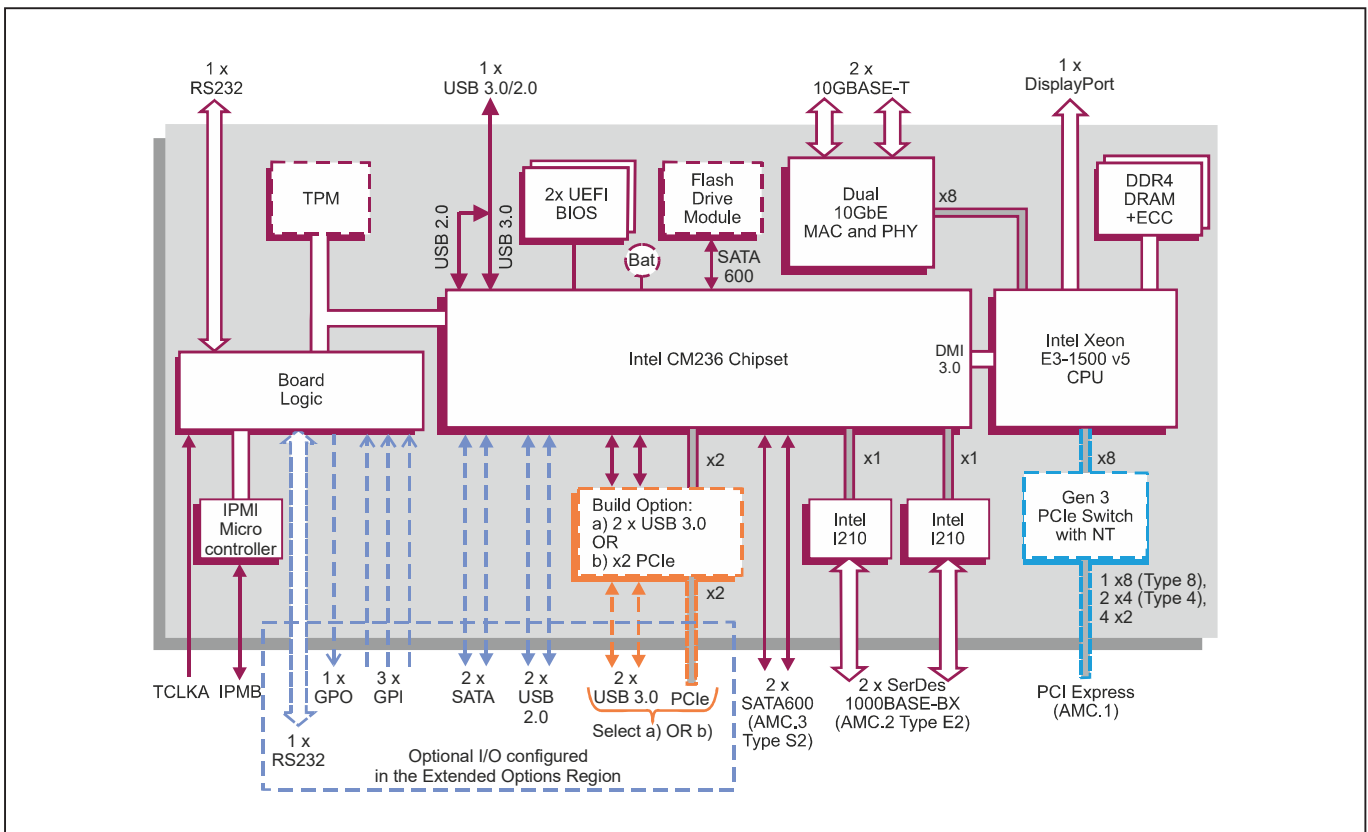 1 x
RS232
1 x
USB 3.0/2.0
2 x
10GBASE-T
1 x
DisplayPort
TPM
USB 2.0
USB 3.0
2x UEFI
BIOS
Flash
Drive
Module
Bat
SATA
600
Dual
10GbE
MAC and PHY
x8
DDR4
DRAM
+ECC
Board
Logic
Intel CM236 Chipset
DMI
3.0
Intel Xeon
E3-1500 v5
CPU
x2
x1
x1
x8
IPMI
Micro
controller
Build Option:
a) 2 x USB 3.0
OR
b) x2 PCIe
Intel
I210
Intel
I210
Gen 3
PCIe Switch
with NT
x2
1 x8 (Type 8),
2 x4 (Type 4),
4 x2
TCLKA
IPMB
1 x
GPO
3 x
GPI
2 x
SATA
2 x
USB
2.0
2 x
USB 3.0
PCIe
Select a) OR b)
2 x
SATA600
(AMC.3
Type S2)
2 x SerDes
1000BASE-BX
(AMC.2 Type E2)
PCI Express
(AMC.1)
1 x
RS232
Optional I/O configured
in the Extended Options Region